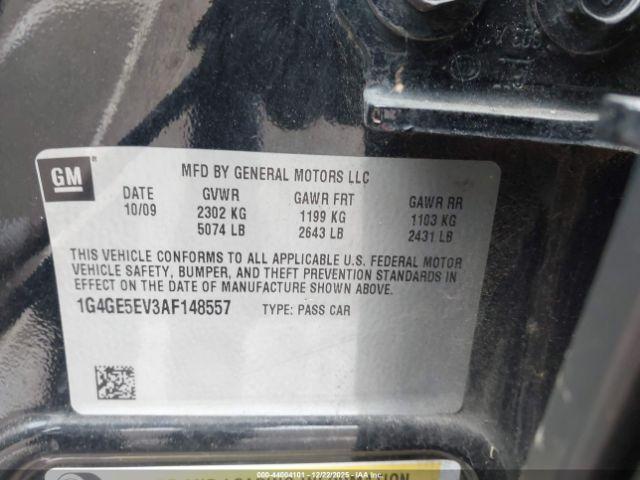 GM
MFD BY GENERAL MOTORS LLC
DATE GVWR GAWR FRT GAWR RR
10/09 2302 KG 1199 KG 1103 KG
5074 LB 2643 LB 2431 LB
THIS VEHICLE CONFORMS TO ALL APPLICABLE U.S. FEDERAL MOTOR
VEHICLE SAFETY, BUMPER, AND THEFT PREVENTION STANDARDS IN
EFFECT ON THE DATE OF MANUFACTURE SHOWN ABOVE.
1G4GE5EV3AF148557 TYPE: PASS CAR
000-44004101 - 12/22/2025 - IAA Inc.